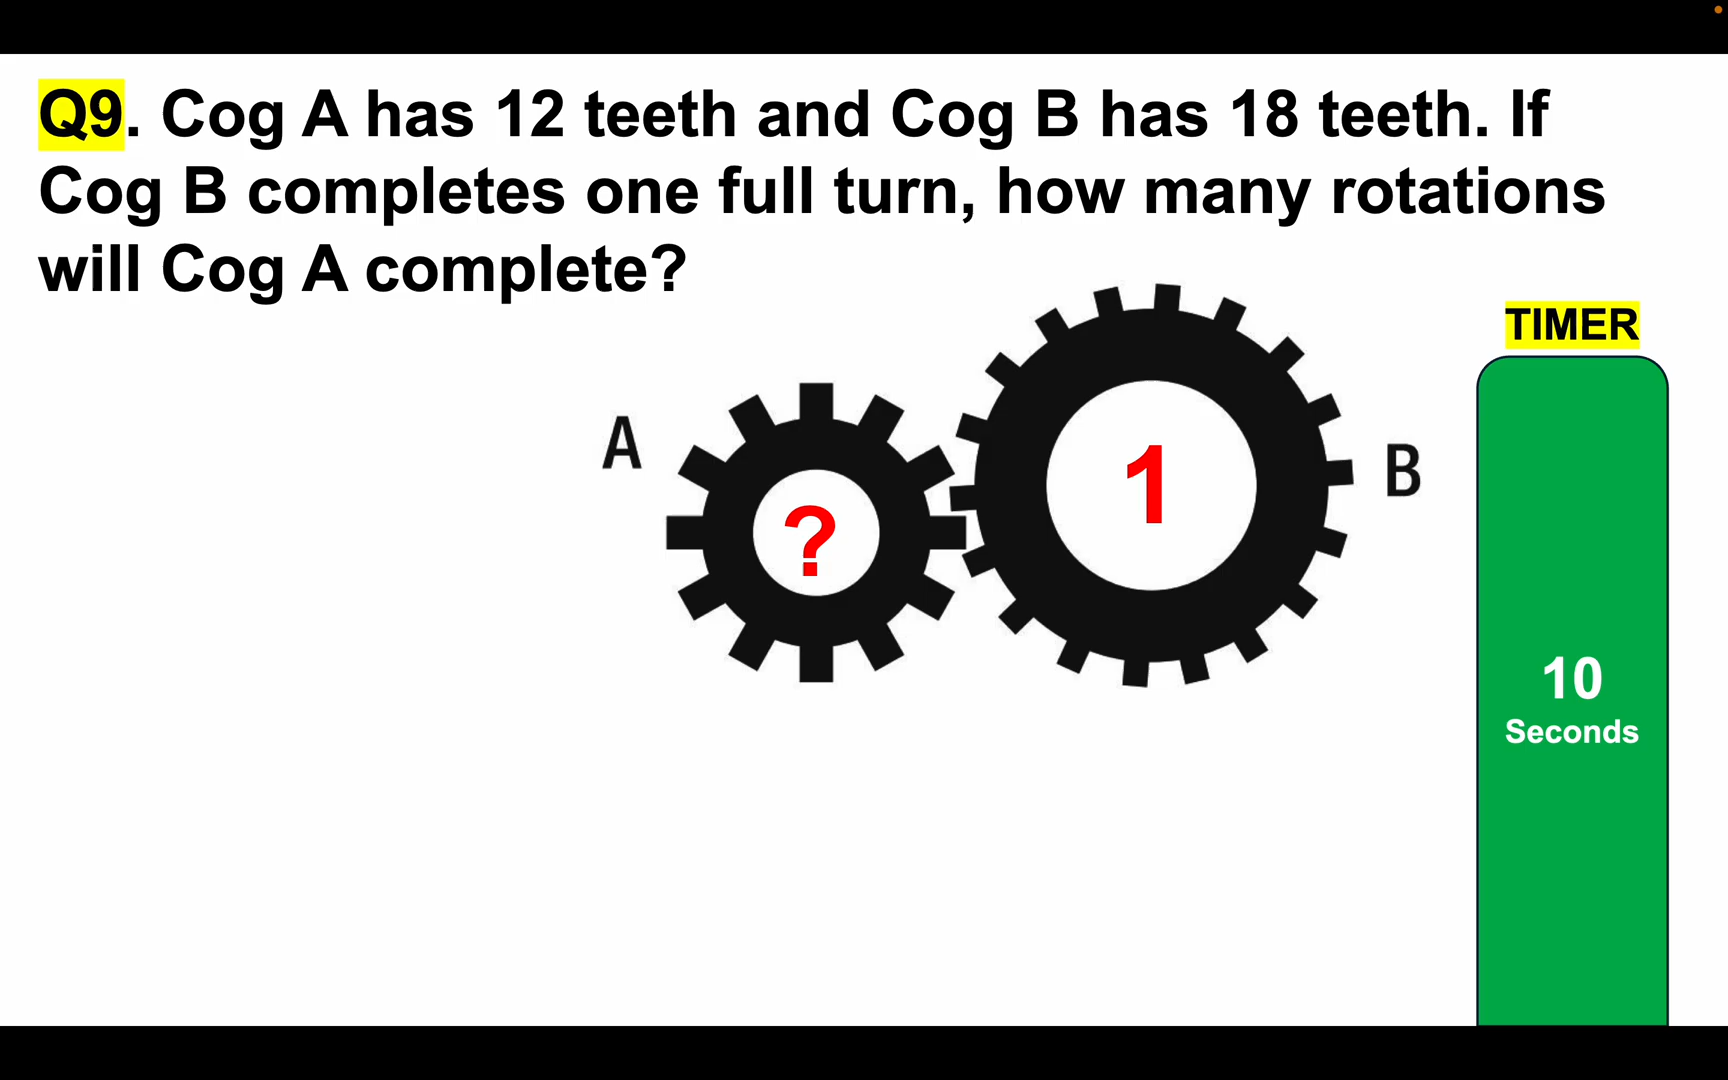 Q9. Cog A has 12 teeth and Cog B has 18 teeth. If
Cog B completes one full turn, how many rotations
will Cog A complete?
TIMER
A
?
1
B
10
Seconds